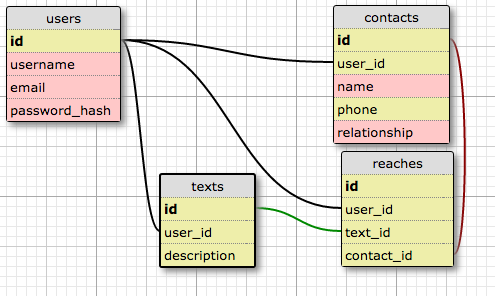 users
id
username
email
password_hash
contacts
id
user_id
name
phone
relationship
texts
id
user_id
description
reaches
id
user_id
text_id
contact_id